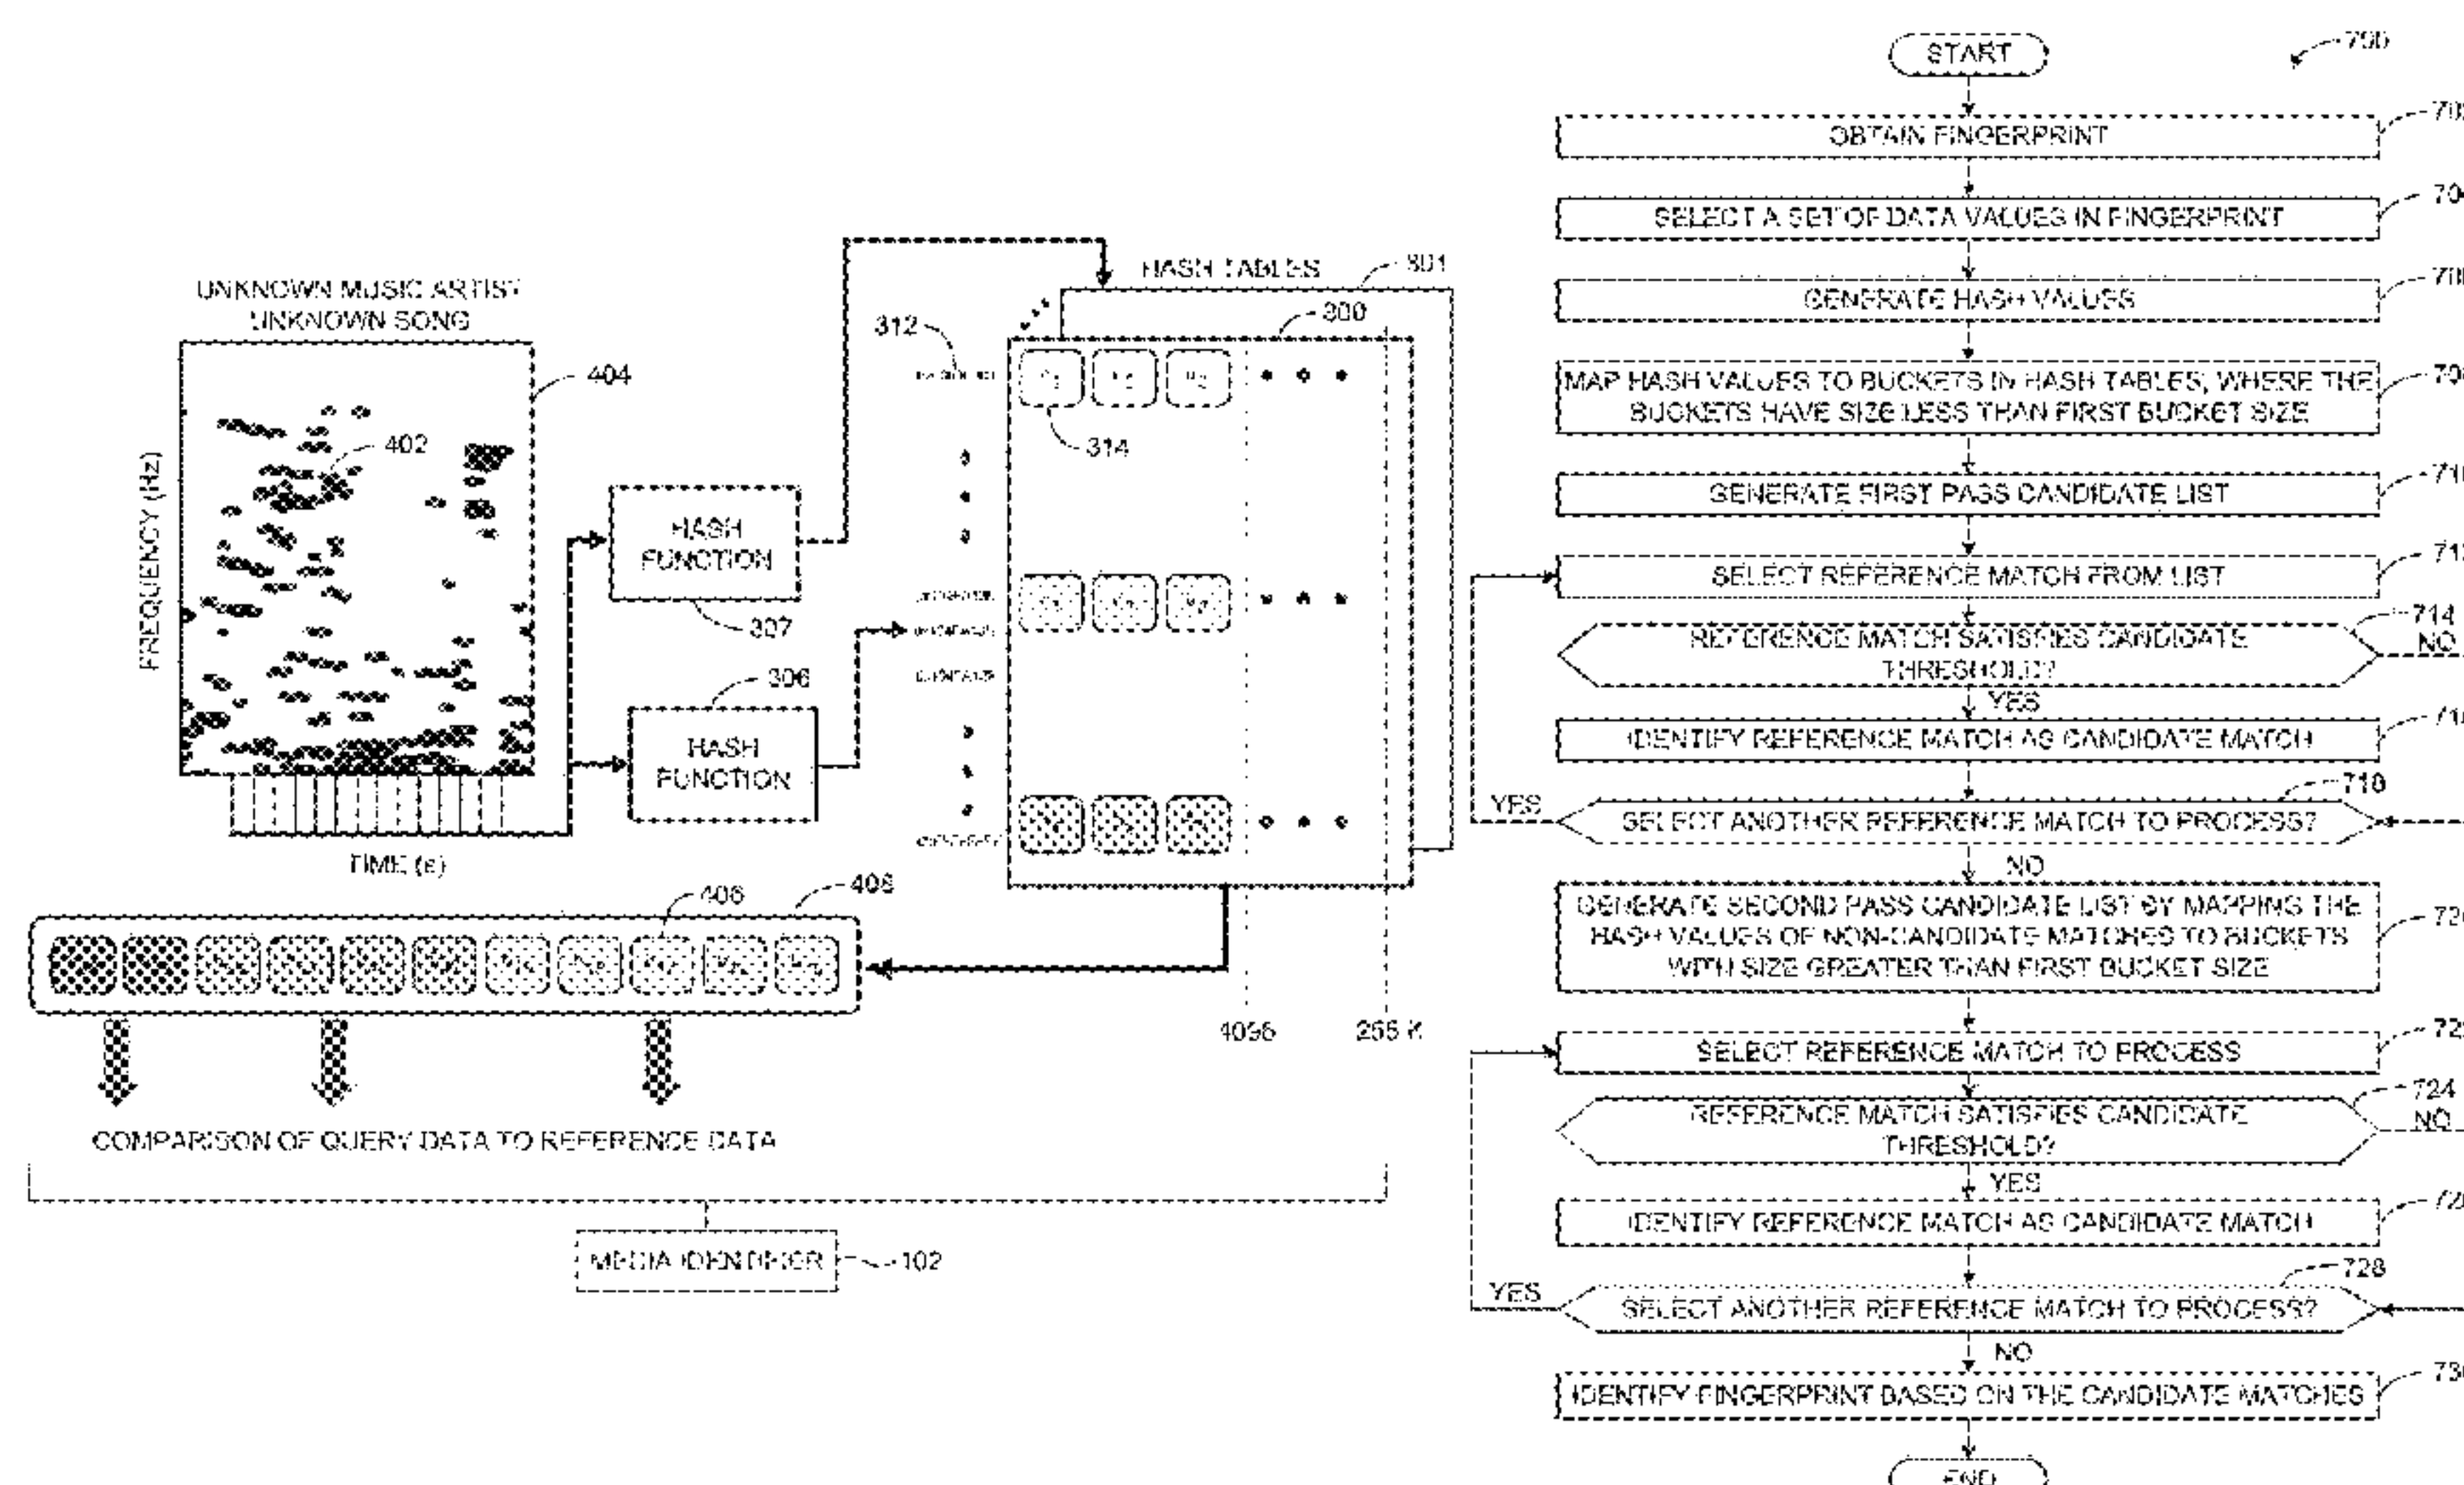 UNKNOWN MUSIC ARTIST
UNKNOWN SONG
404
402
FREQUENCY (Hz)
TIME (s)
HASH
FUNCTION
307
306
HASH
FUNCTION
HASH TABLES
301
300
312
314
406
408
4096
COMPARISON OF QUERY DATA TO REFERENCE DATA
MEDIA IDENTIFIER
102
START
700
OBTAIN FINGERPRINT
SELECT A SET OF DATA VALUES IN FINGERPRINT
GENERATE HASH VALUES
MAP HASH VALUES TO BUCKETS IN HASH TABLES, WHERE THE
BUCKETS HAVE SIZE LESS THAN FIRST BUCKET SIZE
GENERATE FIRST PASS CANDIDATE LIST
SELECT REFERENCE MATCH FROM LIST
714
REFERENCE MATCH SATISFIES CANDIDATE
THRESHOLD?
NO
YES
IDENTIFY REFERENCE MATCH AS CANDIDATE MATCH
718
YES
SELECT ANOTHER REFERENCE MATCH TO PROCESS?
NO
GENERATE SECOND PASS CANDIDATE LIST BY MAPPING THE
HASH VALUES OF NON-CANDIDATE MATCHES TO BUCKETS
WITH SIZE GREATER THAN FIRST BUCKET SIZE
SELECT REFERENCE MATCH TO PROCESS
724
REFERENCE MATCH SATISFIES CANDIDATE
THRESHOLD?
NO
YES
IDENTIFY REFERENCE MATCH AS CANDIDATE MATCH
728
YES
SELECT ANOTHER REFERENCE MATCH TO PROCESS?
NO
IDENTIFY FINGERPRINT BASED ON THE CANDIDATE MATCHES
END